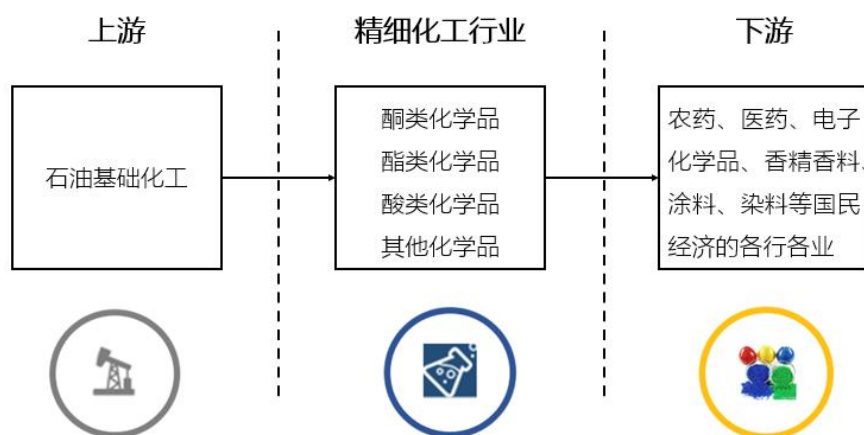 上游
精细化工行业
下游
石油基础化工
酮类化学品
酯类化学品
酸类化学品
其他化学品
农药、医药、电子
化学品、香精香料、
涂料、染料等国民
经济的各行各业